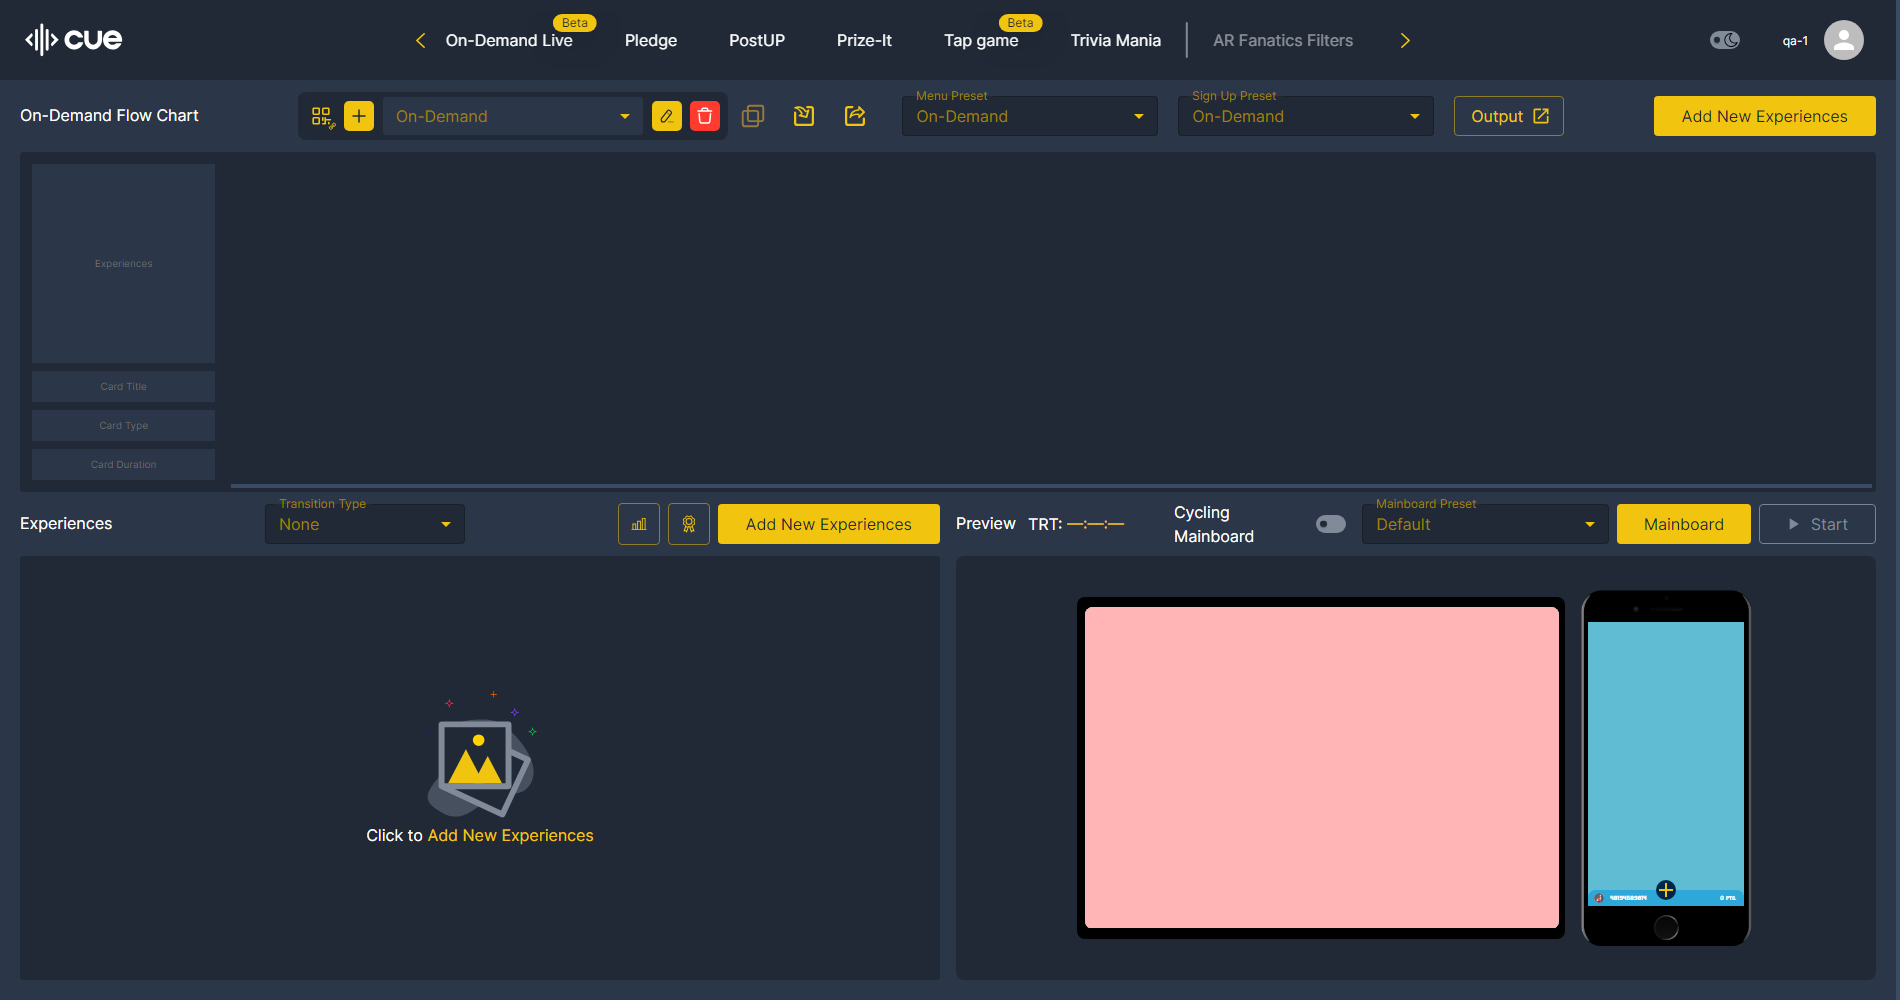 cue
On-Demand Live
Beta
Pledge
PostUP
Prize-It
Tap game
Beta
Trivia Mania
AR Fanatics Filters
qa-1
On-Demand Flow Chart
On-Demand
Menu Preset
On-Demand
Sign Up Preset
On-Demand
Output
Add New Experiences
Experiences
Card Title
Card Type
Card Duration
Experiences
Transition Type
None
Add New Experiences
Preview
TRT: —:—:—
Cycling
Mainboard
Mainboard Preset
Default
Mainboard
Start
Click to Add New Experiences
0 PTS.